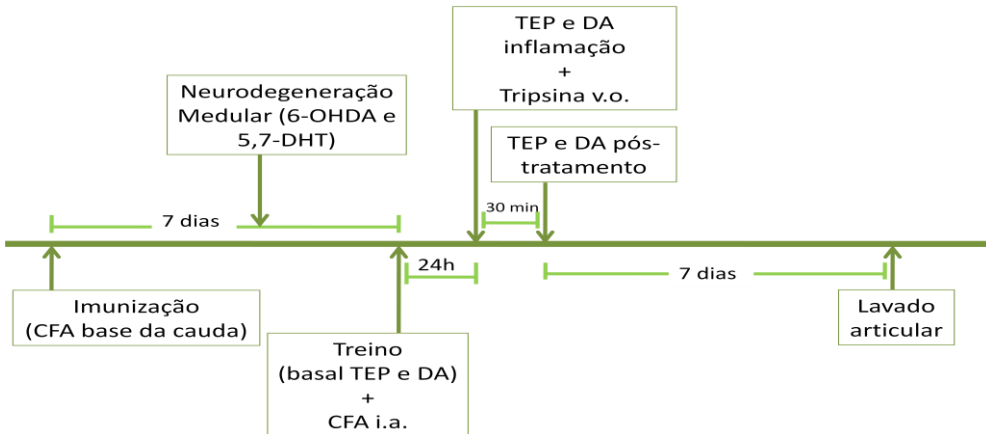 TEP e DA
inflamação
+
Tripsina v.o.
Neurodegeneração
Medular (6-OHDA e
5,7-DHT)
TEP e DA pós-
tratamento
7 dias
30 min
24h
7 dias
Imunização
(CFA base da cauda)
Treino
(basal TEP e DA)
+
CFA i.a.
Lavado
articular